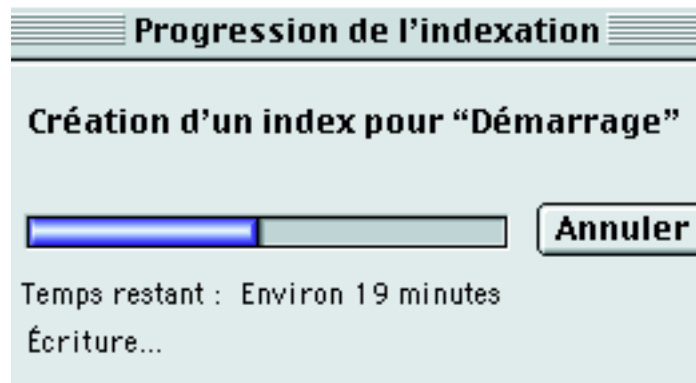 Progression de l'indexation
Création d'un index pour “Démarrage”
Annuler
Temps restant : Environ 19 minutes
Écriture...